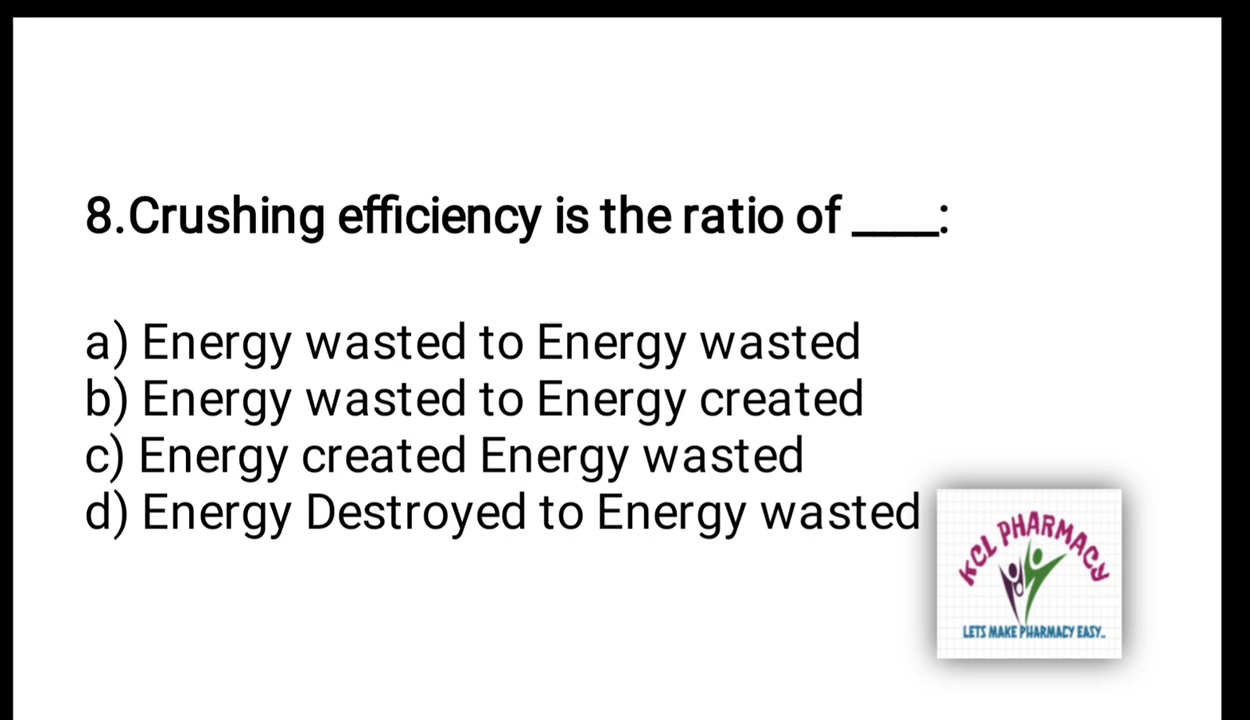 8.Crushing efficiency is the ratio of ____:
a) Energy wasted to Energy wasted
b) Energy wasted to Energy created
c) Energy created Energy wasted
d) Energy Destroyed to Energy wasted
KCL PHARMACY
LETS MAKE PHARMACY EASY..